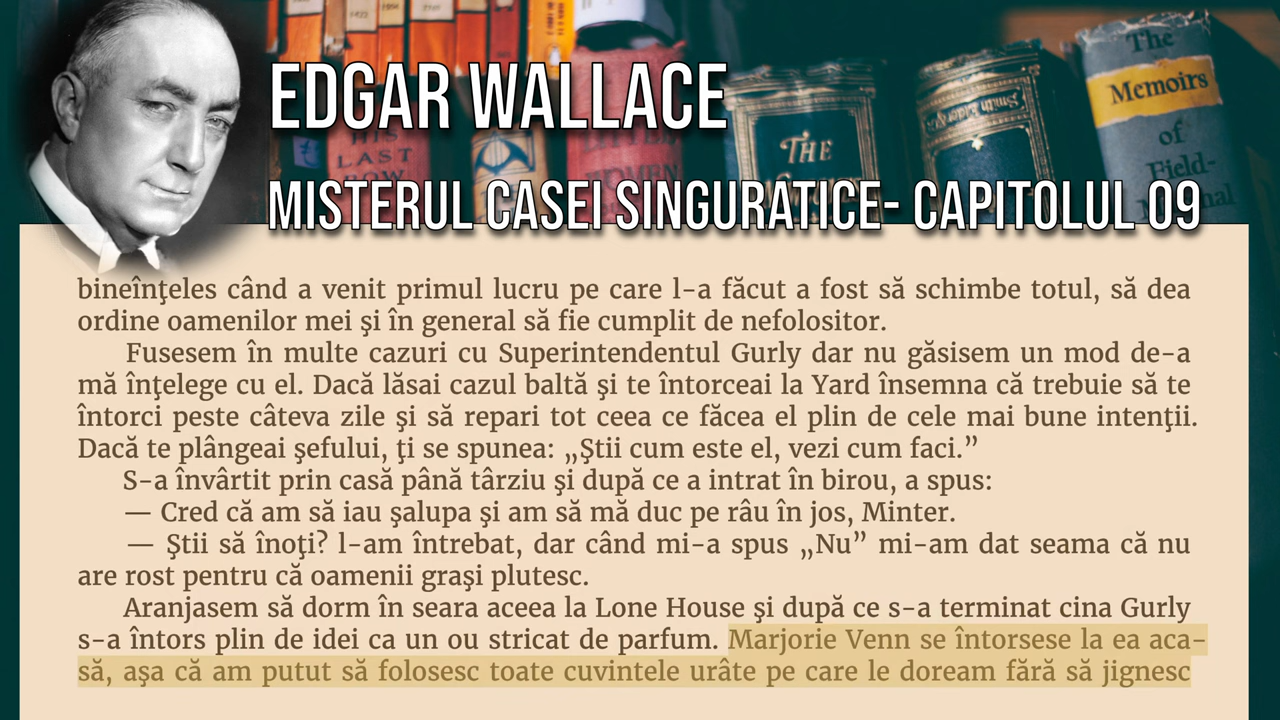 EDGAR WALLACE
MISTERUL CASEI SINGURATICE- CAPITOLUL 09
HIS
LAST
BOW
WOMEN
THE
The
Memoirs
of
Field-
bineînţeles când a venit primul lucru pe care l-a făcut a fost să schimbe totul, să dea
ordine oamenilor mei şi în general să fie cumplit de nefolositor.
Fusesem în multe cazuri cu Superintendentul Gurly dar nu găsisem un mod de-a
mă înţelege cu el. Dacă lăsai cazul baltă şi te întorceai la Yard însemna că trebuie să te
întorci peste câteva zile şi să repari tot ceea ce făcea el plin de cele mai bune intenţii.
Dacă te plângeai şefului, ţi se spunea: „Ştii cum este el, vezi cum faci.”
S-a învârtit prin casă până târziu şi după ce a intrat în birou, a spus:
— Cred că am să iau şalupa şi am să mă duc pe râu în jos, Minter.
— Ştii să înoţi? l-am întrebat, dar când mi-a spus „Nu” mi-am dat seama că nu
are rost pentru că oamenii graşi plutesc.
Aranjasem să dorm în seara aceea la Lone House şi după ce s-a terminat cina Gurly
s-a întors plin de idei ca un ou stricat de parfum. Marjorie Venn se întorsese la ea aca-
să, aşa că am putut să folosesc toate cuvintele urâte pe care le doream fără să jignesc